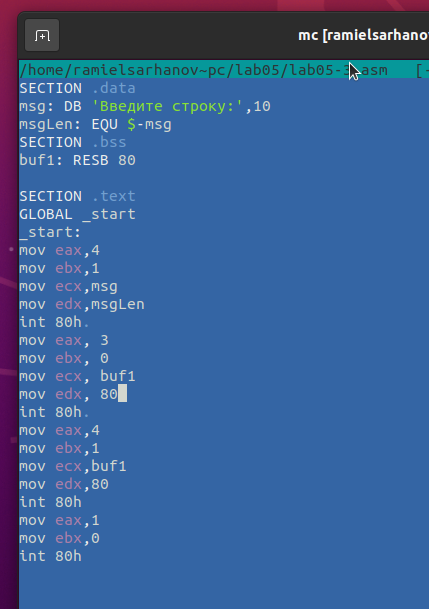 mc [ramielsarhanov
/home/ramielsarhanov~pc/lab05/lab05-3.asm [-
SECTION .data
msg: DB 'Введите строку:',10
msgLen: EQU $-msg
SECTION .bss
buf1: RESB 80
SECTION .text
GLOBAL _start
_start:
mov eax,4
mov ebx,1
mov ecx,msg
mov edx,msgLen
int 80h.
mov eax, 3
mov ebx, 0
mov ecx, buf1
mov edx, 80
int 80h.
mov eax,4
mov ebx,1
mov ecx,buf1
mov edx,80
int 80h
mov eax,1
mov ebx,0
int 80h